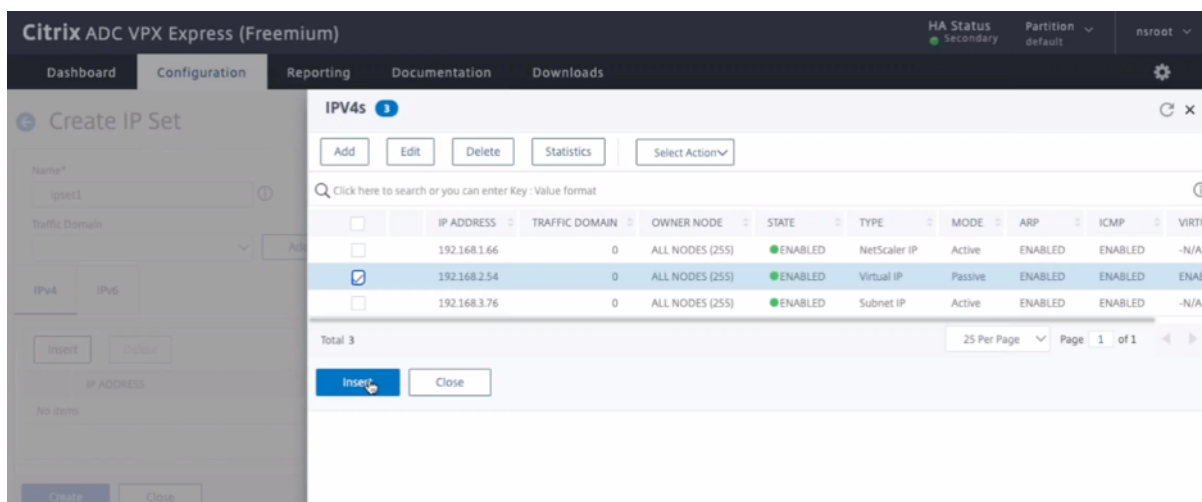 Citrix ADC VPX Express (Freemium)
HA Status
Secondary
Partition
default
nsroot
Dashboard Configuration Reporting Documentation Downloads
Create IP Set
Name*
ipset1
Traffic Domain
Add
IPv4 IPv6
Insert Delete
IP ADDRESS
No items
Create Close
IPV4s 3
Add Edit Delete Statistics Select Action
Click here to search or you can enter Key : Value format
IP ADDRESS TRAFFIC DOMAIN OWNER NODE STATE TYPE MODE ARP ICMP VIRTU
192.168.1.66 0 ALL NODES (255) ENABLED NetScaler IP Active ENABLED ENABLED -N/A
192.168.2.54 0 ALL NODES (255) ENABLED Virtual IP Passive ENABLED ENABLED ENAB
192.168.3.76 0 ALL NODES (255) ENABLED Subnet IP Active ENABLED ENABLED -N/A
Total 3
25 Per Page Page 1 of 1
Insert Close